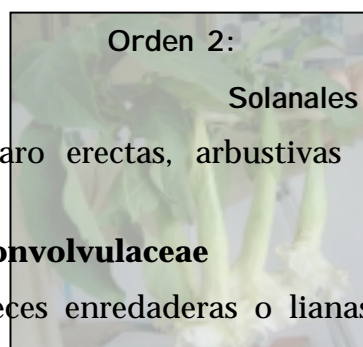 Orden 2:
Solanales
aro erectas, arbustivas
onvolvulaceae
eces enredaderas o lianas